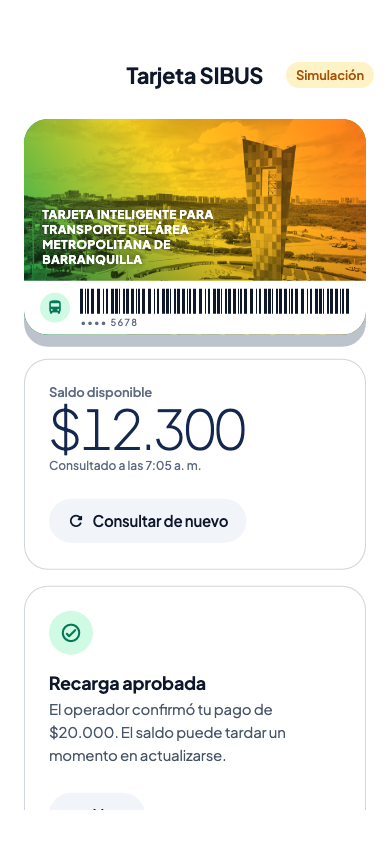 Tarjeta SIBUS
Simulación
TARJETA INTELIGENTE PARA
TRANSPORTE DEL ÁREA
METROPOLITANA DE
BARRANQUILLA
•••• 5678
Saldo disponible
$12.300
Consultado a las 7:05 a. m.
Consultar de nuevo
Recarga aprobada
El operador confirmó tu pago de
$20.000. El saldo puede tardar un
momento en actualizarse.